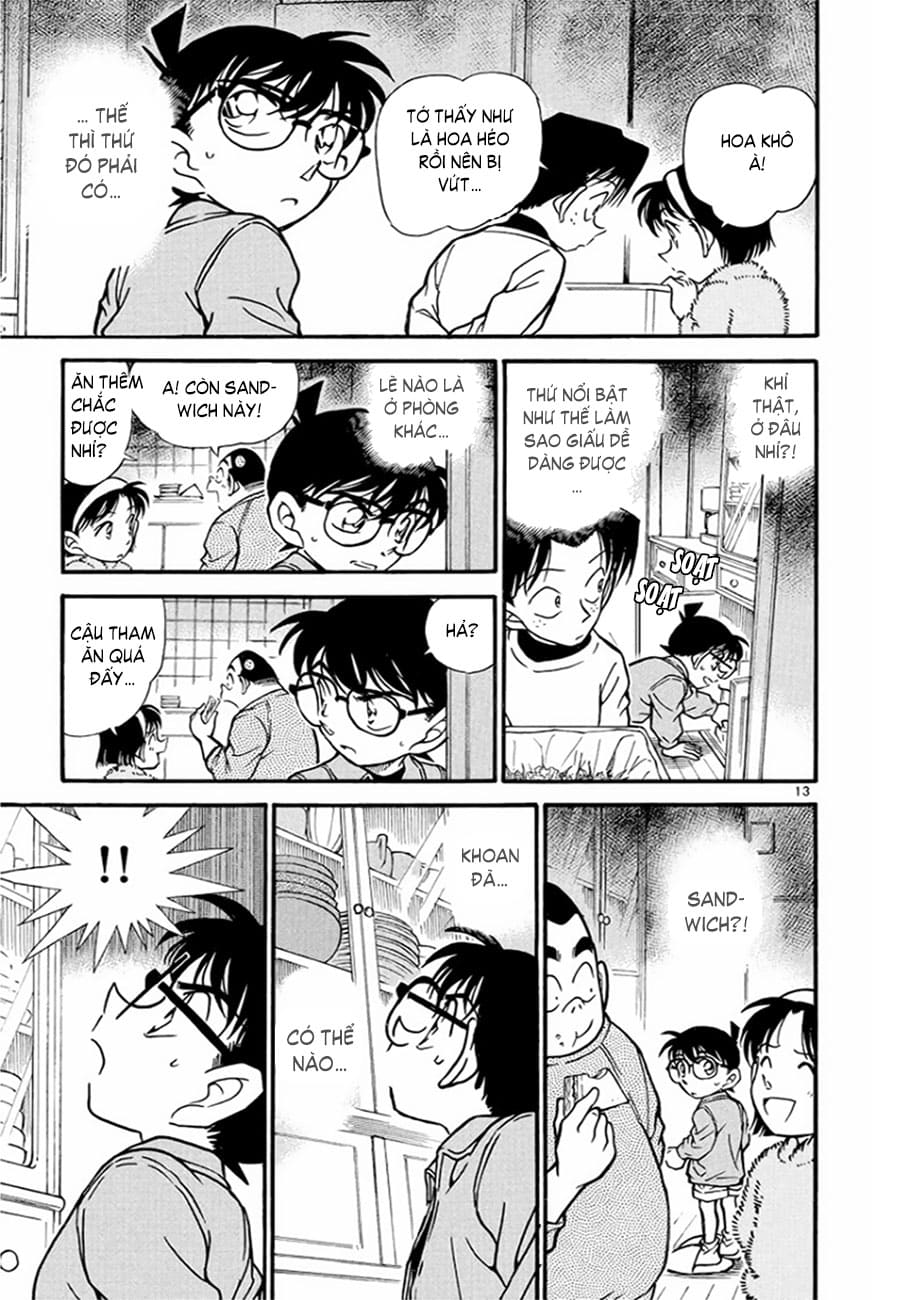 HOA KHÔ
À!
TỚ THẤY NHƯ
LÀ HOA HÉO
RỒI NÊN BỊ
VỨT...
... THẾ
THÌ THỨ
ĐÓ PHẢI
CÓ...
KHỈ
THẬT,
Ở ĐÂU
NHỈ?!
THỨ NỔI BẬT
NHƯ THẾ LÀM
SAO GIẤU DỄ
DÀNG ĐƯỢC
...
SOẠT
SOẠT
LẼ NÀO LÀ
Ở PHÒNG
KHÁC...
A! CÒN SAND-
WICH NÀY!
ĂN THÊM
CHẮC
ĐƯỢC
NHỈ?
HẢ?
CẬU THAM
ĂN QUÁ
ĐẤY...
13
SAND-
WICH?!
KHOAN
ĐÃ...
CÓ THỂ
NÀO...
!!